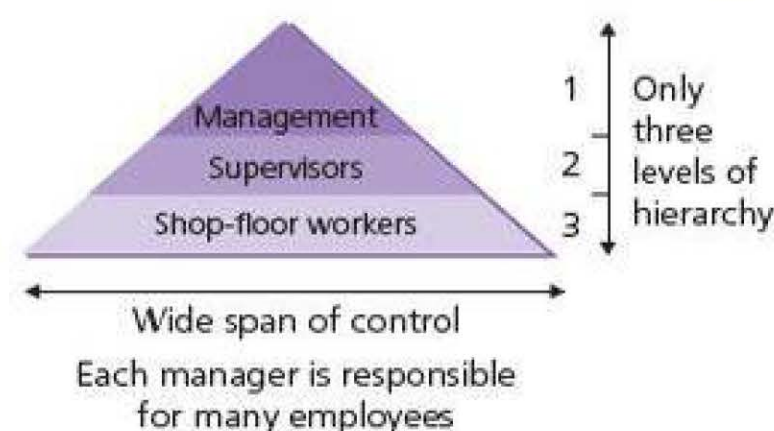 Management
Supervisors
Shop-floor workers
1
2
3
Only
three
levels of
hierarchy
Wide span of control
Each manager is responsible
for many employees